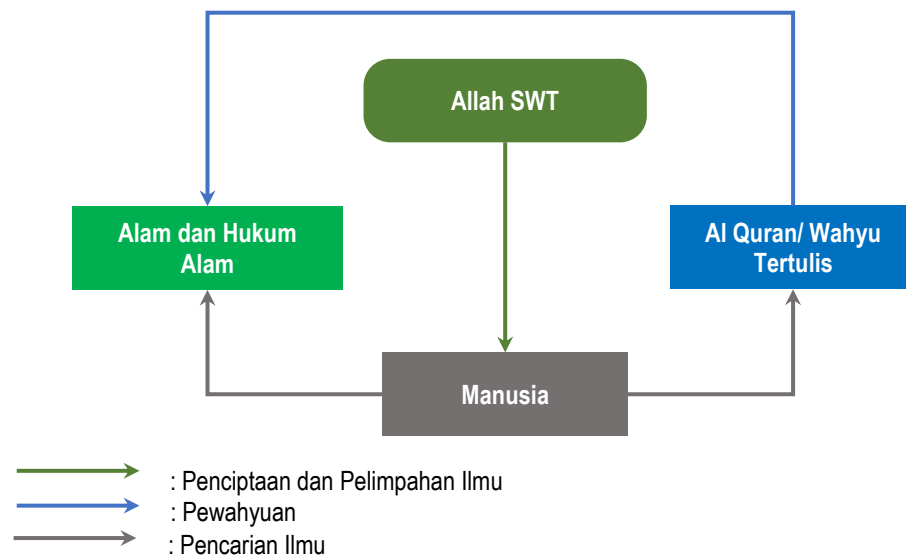 Allah SWT
Alam dan Hukum
Alam
Al Quran/ Wahyu
Tertulis
Manusia
: Penciptaan dan Pelimpahan Ilmu
: Pewahyuan
: Pencarian Ilmu